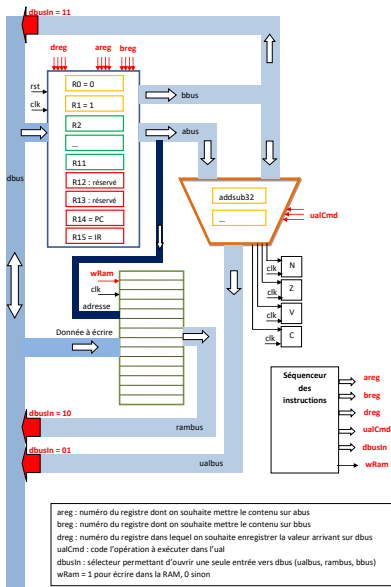 dbusIn = 11
dreg
areg
breg
R0 = 0
rst
bbus
clk
R1 = 1
R2
abus
...
dbus
R11
R12 : réservé
addsub32
R13 : réservé
...
ualCmd
R14 = PC
R15 = IR
wRam
clk
N
clk
Z
adresse
clk
V
Donnée à écrire
clk
C
Séquenceur
des
instructions
areg
breg
dreg
ualCmd
dbusIn
wRam
dbusIn = 10
rambus
dbusIn = 01
ualbus
areg : numéro du registre dont on souhaite mettre le contenu sur abus
breg : numéro du registre dont on souhaite mettre le contenu sur bbus
dreg : numéro du registre dans lequel on souhaite enregistrer la valeur arrivant sur dbus
ualCmd : code l'opération à exécuter dans l'ual
dbusIn : sélecteur permettant d'ouvrir une seule entrée vers dbus (ualbus, rambus, bbus)
wRam = 1 pour écrire dans la RAM, 0 sinon